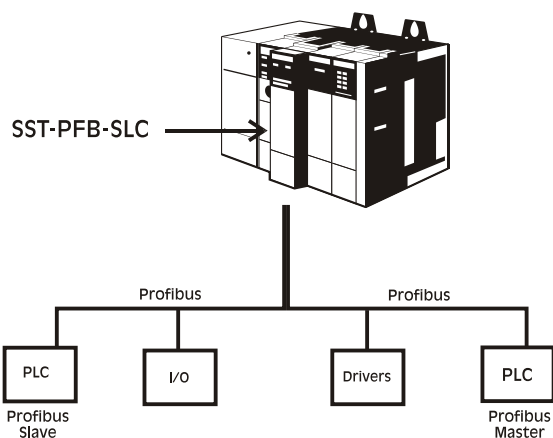 SST-PFB-SLC
Profibus
Profibus
PLC
I/O
Drivers
PLC
Profibus
Slave
Profibus
Master